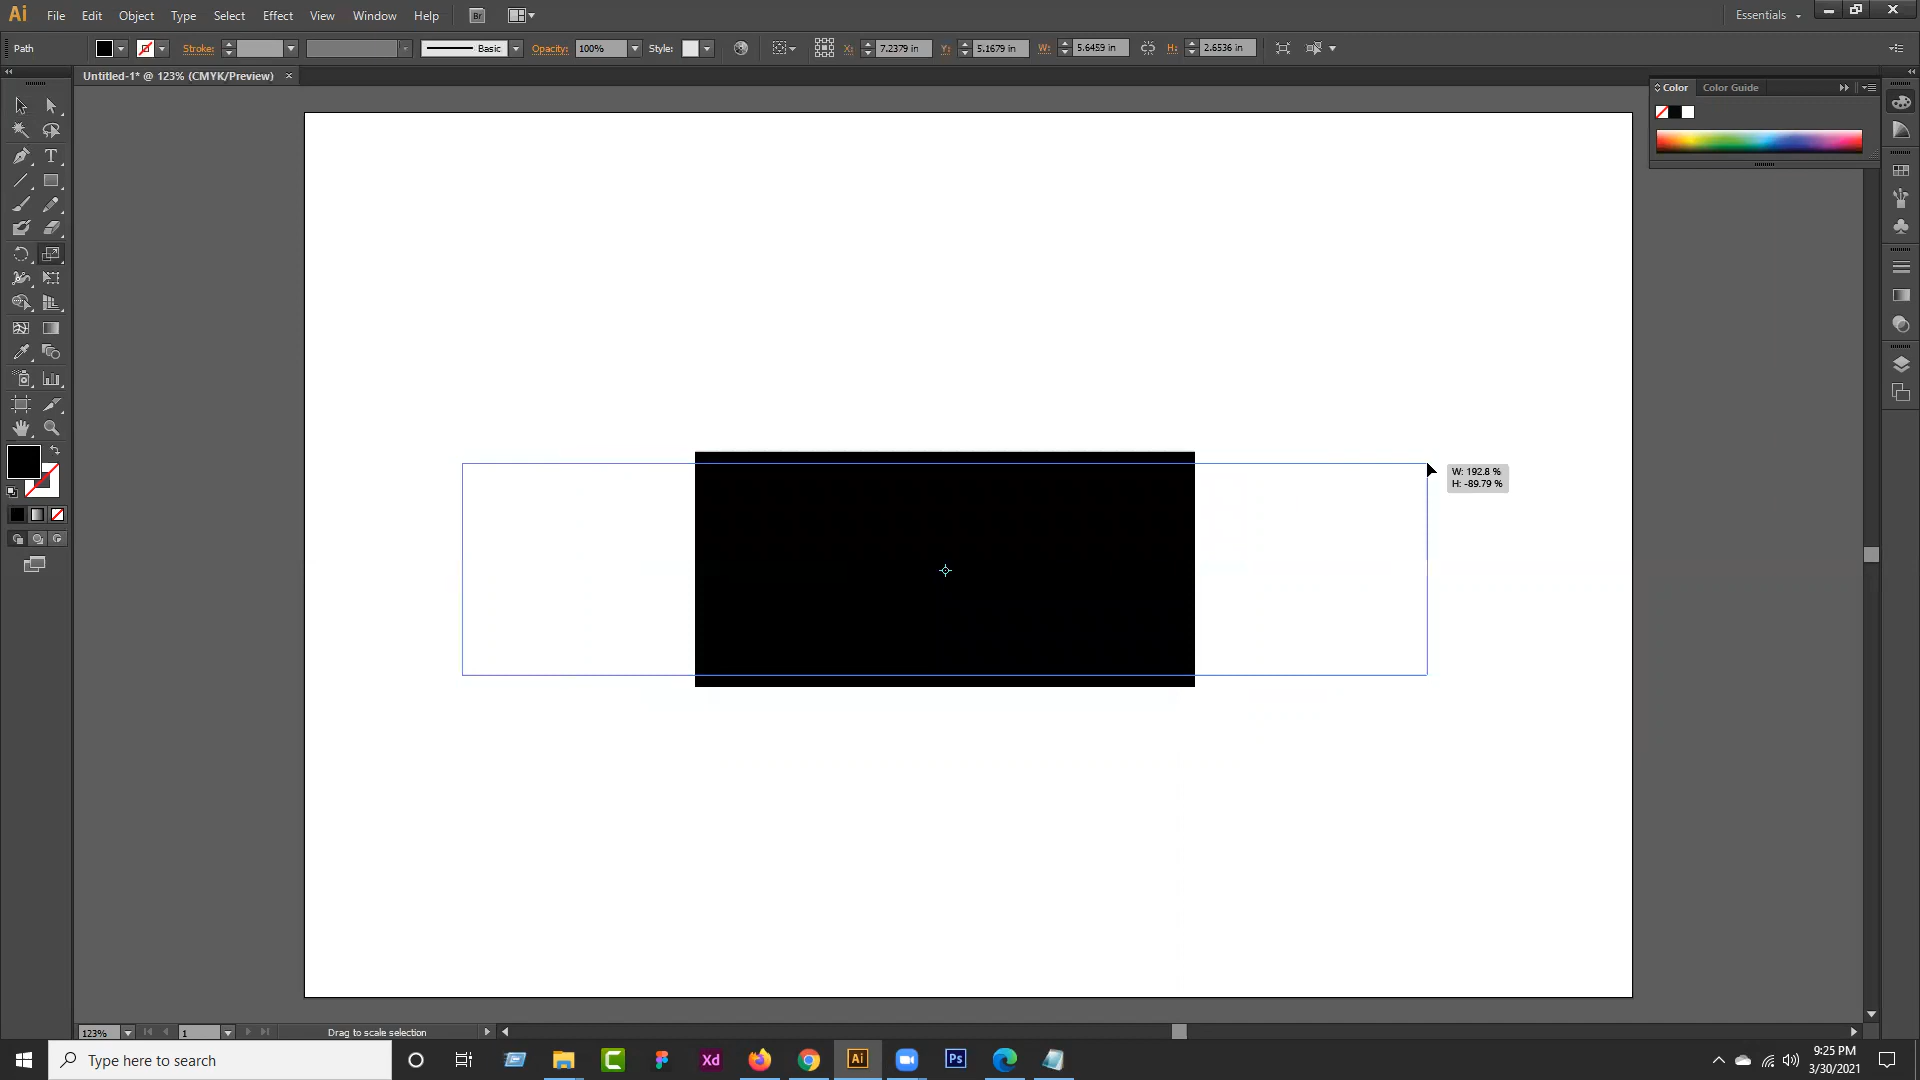 Ai File Edit Object Type Select Effect View Window Help Br Essentials
Path Stroke: Basic Opacity: 100% Style: X: 7.2379 in Y: 5.1679 in W: 5.6459 in H: 2.6536 in
Untitled-1* @ 123% (CMYK/Preview)
Color Color Guide
T
W: 192.8 %
H: -89.79 %
123% 1 Drag to scale selection
Type here to search
Xd Ai Ps
9:25 PM
3/30/2021